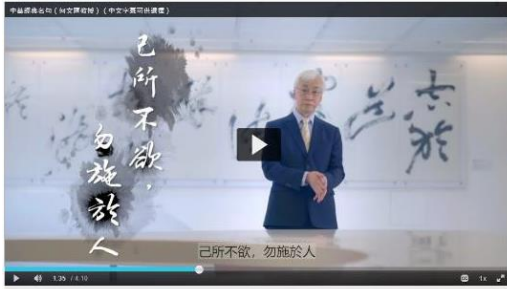 中華經典名句（何文匯教授）（中文字幕可供選擇）
己所不欲，
勿施於人
己所不欲，勿施於人
1:35 / 4:10
1x